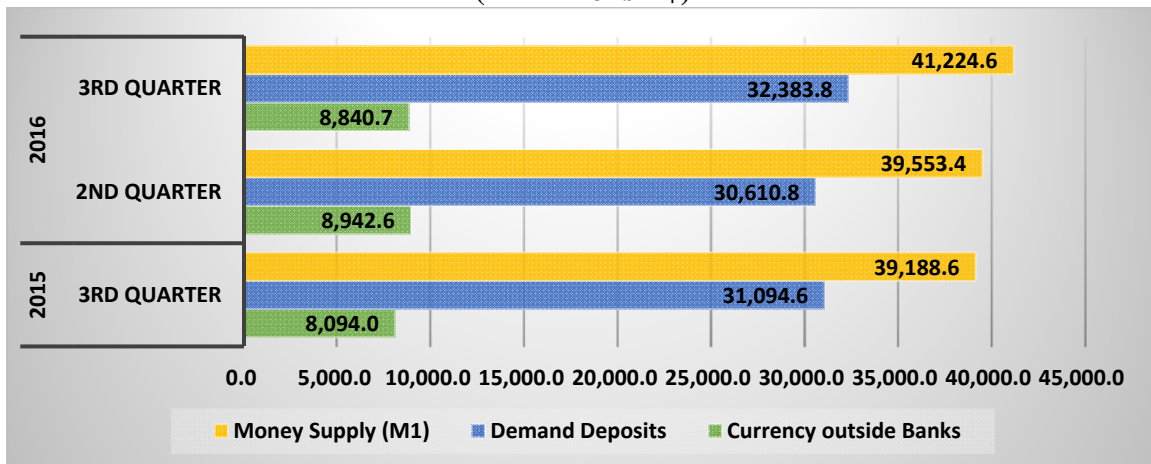 2016
3RD QUARTER
41,224.6
32,383.8
8,840.7
2ND QUARTER
39,553.4
30,610.8
8,942.6
2015
3RD QUARTER
39,188.6
31,094.6
8,094.0
0.0 5,000.0 10,000.0 15,000.0 20,000.0 25,000.0 30,000.0 35,000.0 40,000.0 45,000.0
Money Supply (M1) Demand Deposits Currency outside Banks